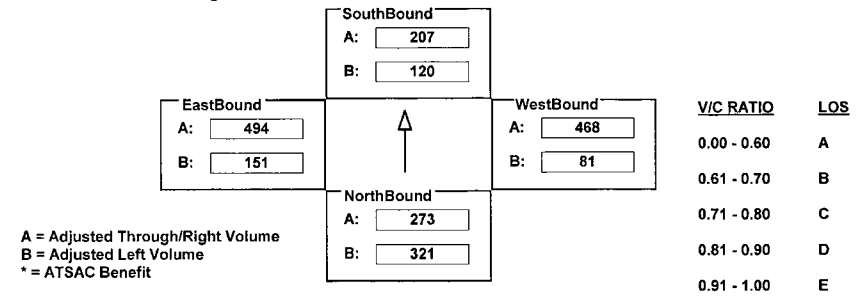 SouthBound
A: 207
B: 120
EastBound
A: 494
B: 151
WestBound
A: 468
B: 81
NorthBound
A: 273
B: 321
A = Adjusted Through/Right Volume
B = Adjusted Left Volume
* = ATSAC Benefit
V/C RATIO LOS
0.00 - 0.60 A
0.61 - 0.70 B
0.71 - 0.80 C
0.81 - 0.90 D
0.91 - 1.00 E